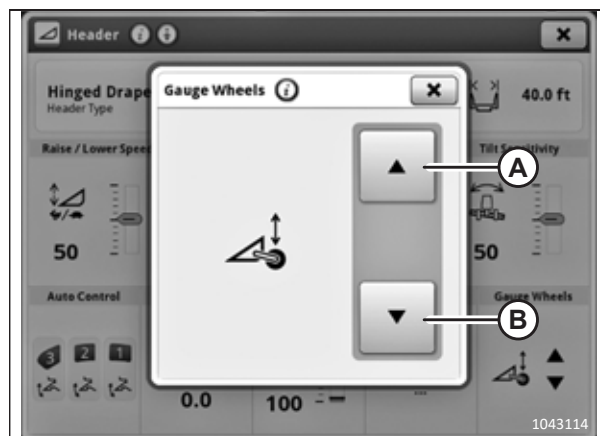 Header
Hinged Drape
Header Type
40.0 ft
Gauge Wheels
Raise / Lower Spee
Tilt Sensitivity
50
50
A
B
Auto Control
Gauge Wheels
3 2 1
0.0
100
...
1043114